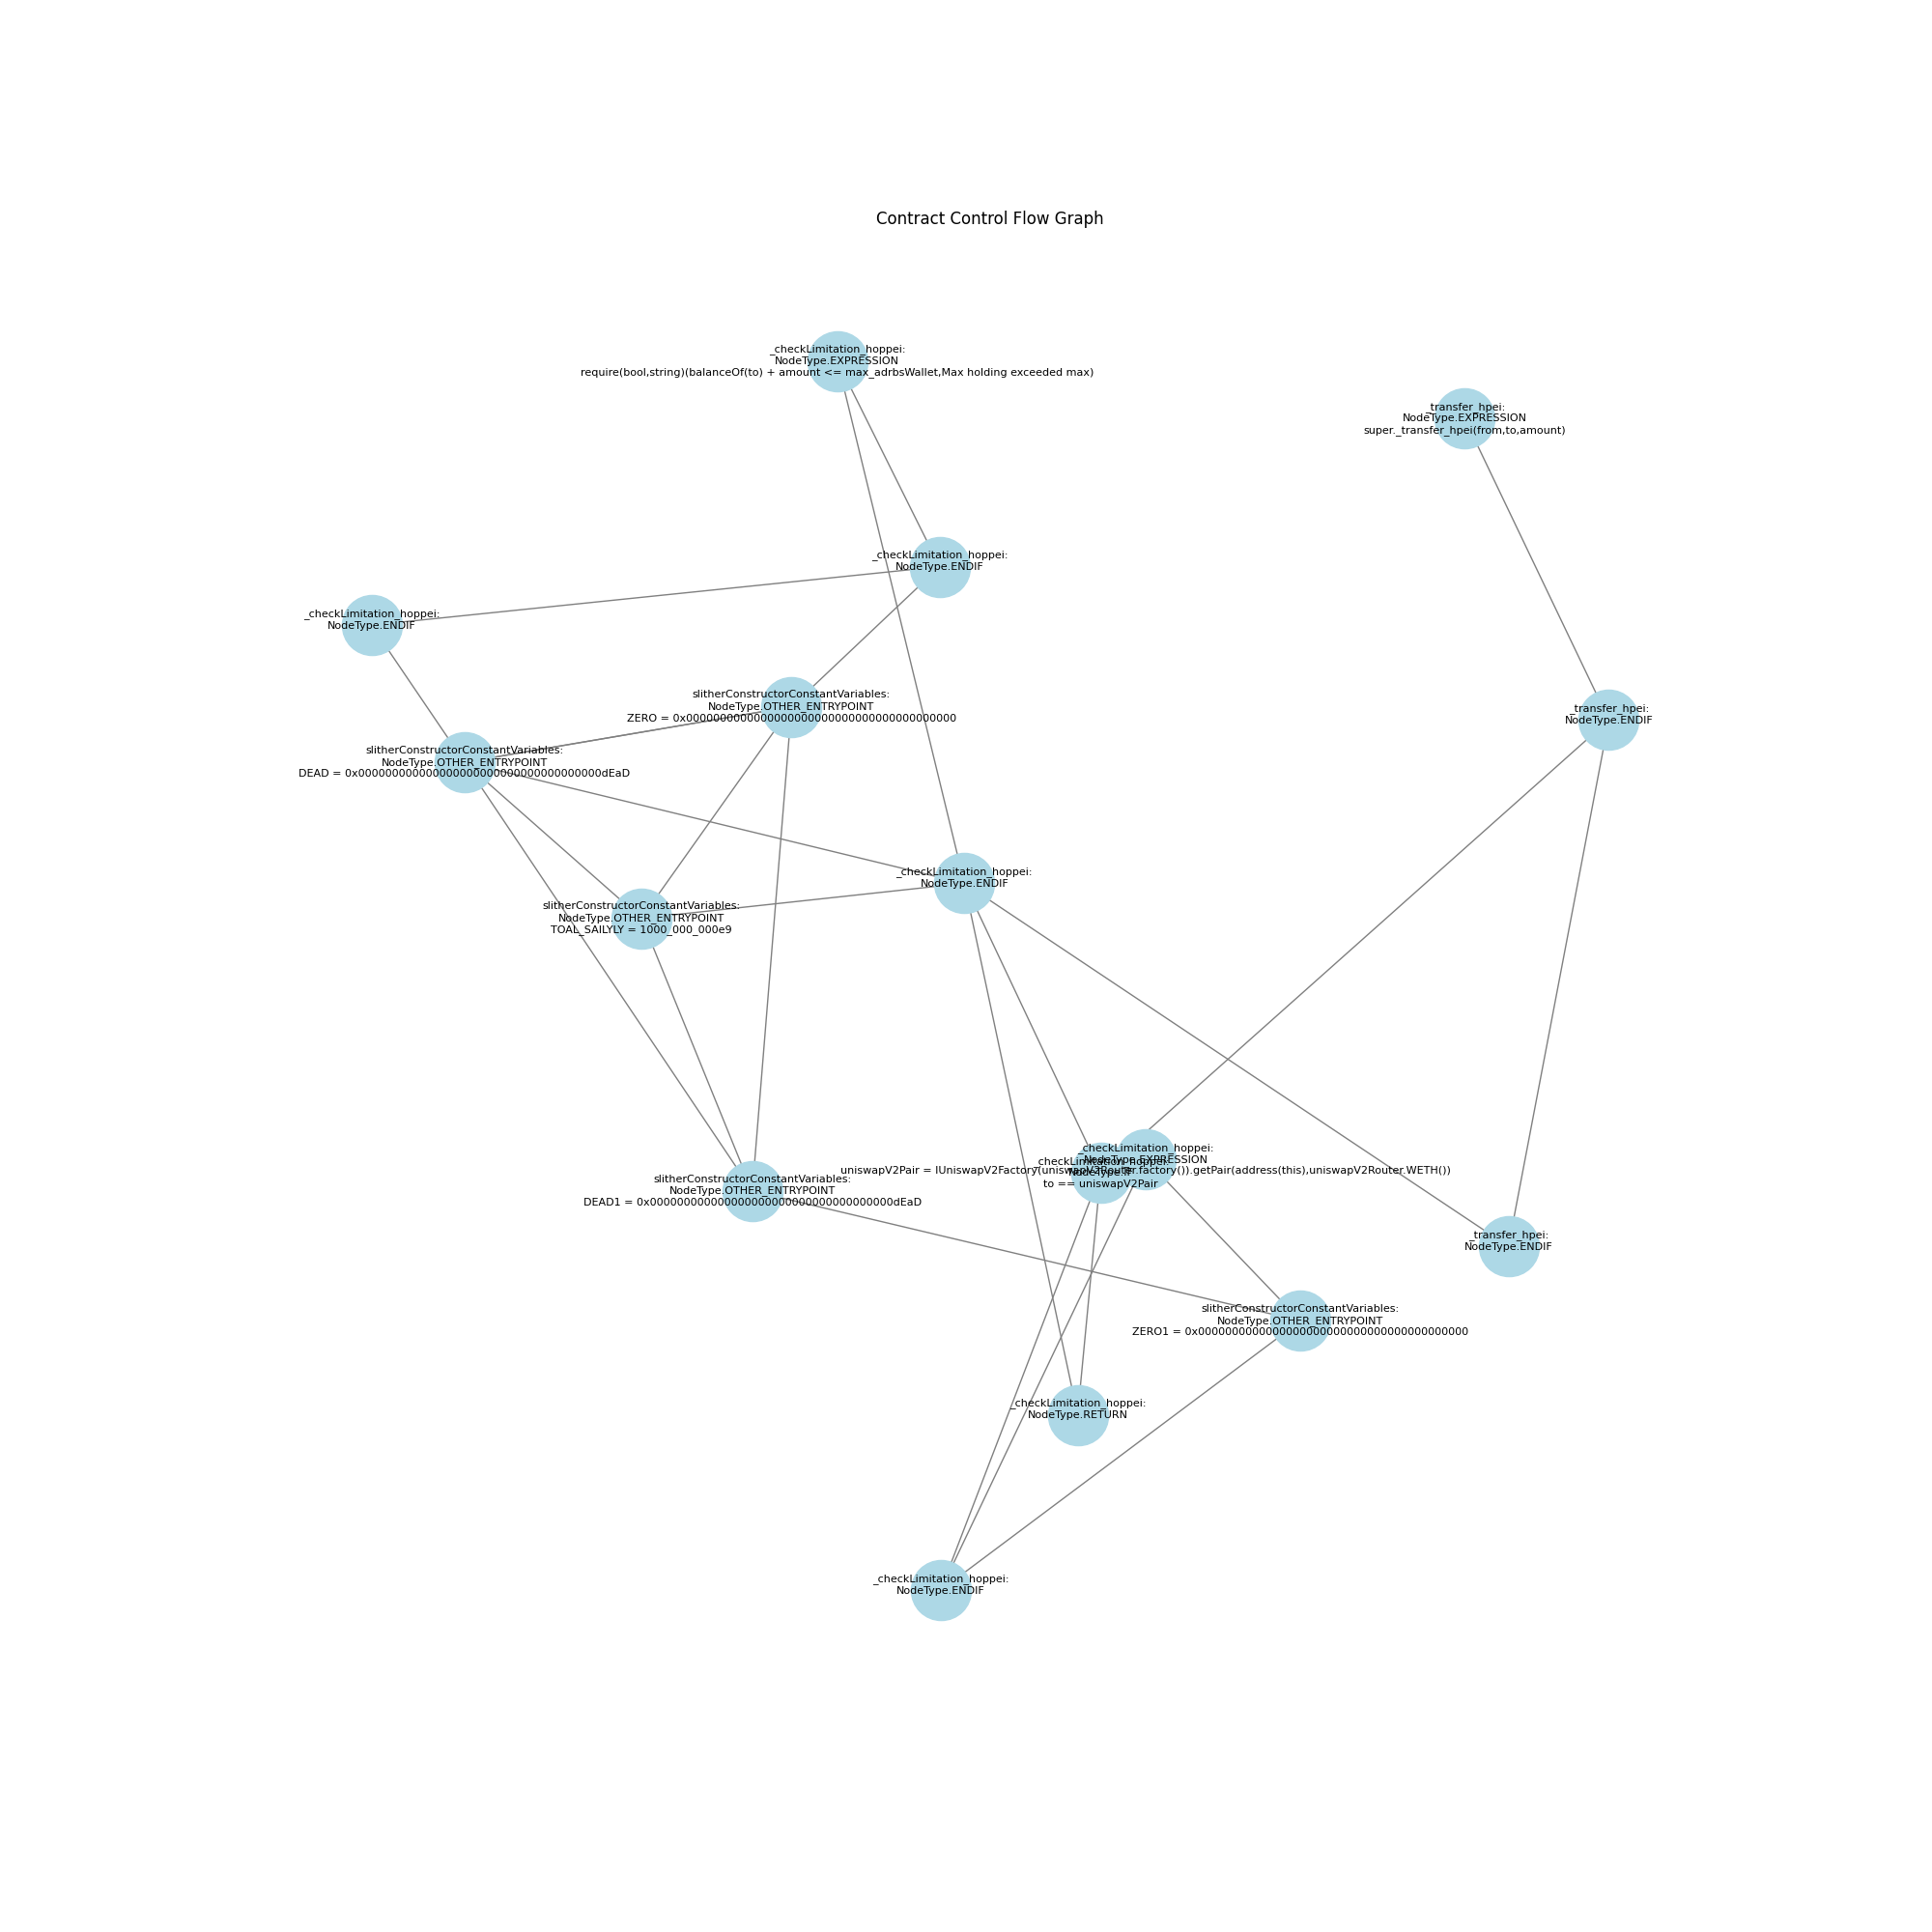 Contract Control Flow Graph
_checkLimitation_hoppei:
NodeType.EXPRESSION
require(bool,string)(balanceOf(to) + amount <= max_adrbsWallet,Max holding exceeded max)
_transfer_hpei:
NodeType.EXPRESSION
super._transfer_hpei(from,to,amount)
_checkLimitation_hoppei:
NodeType.ENDIF
_checkLimitation_hoppei:
NodeType.ENDIF
slitherConstructorConstantVariables:
NodeType.OTHER_ENTRYPOINT
ZERO = 0x0000000000000000000000000000000000000000
_transfer_hpei:
NodeType.ENDIF
slitherConstructorConstantVariables:
NodeType.OTHER_ENTRYPOINT
DEAD = 0x000000000000000000000000000000000000dEaD
_checkLimitation_hoppei:
NodeType.ENDIF
slitherConstructorConstantVariables:
NodeType.OTHER_ENTRYPOINT
TOAL_SAILYLY = 1000_000_000e9
_checkLimitation_hoppei:
NodeType.EXPRESSION
uniswapV2Pair = IUniswapV2Factory(uniswapV2Router.factory()).getPair(address(this),uniswapV2Router.WETH())
_checkLimitation_hoppei:
NodeType.IF
to == uniswapV2Pair
slitherConstructorConstantVariables:
NodeType.OTHER_ENTRYPOINT
DEAD1 = 0x000000000000000000000000000000000000dEaD
_transfer_hpei:
NodeType.ENDIF
slitherConstructorConstantVariables:
NodeType.OTHER_ENTRYPOINT
ZERO1 = 0x0000000000000000000000000000000000000000
_checkLimitation_hoppei:
NodeType.RETURN
_checkLimitation_hoppei:
NodeType.ENDIF